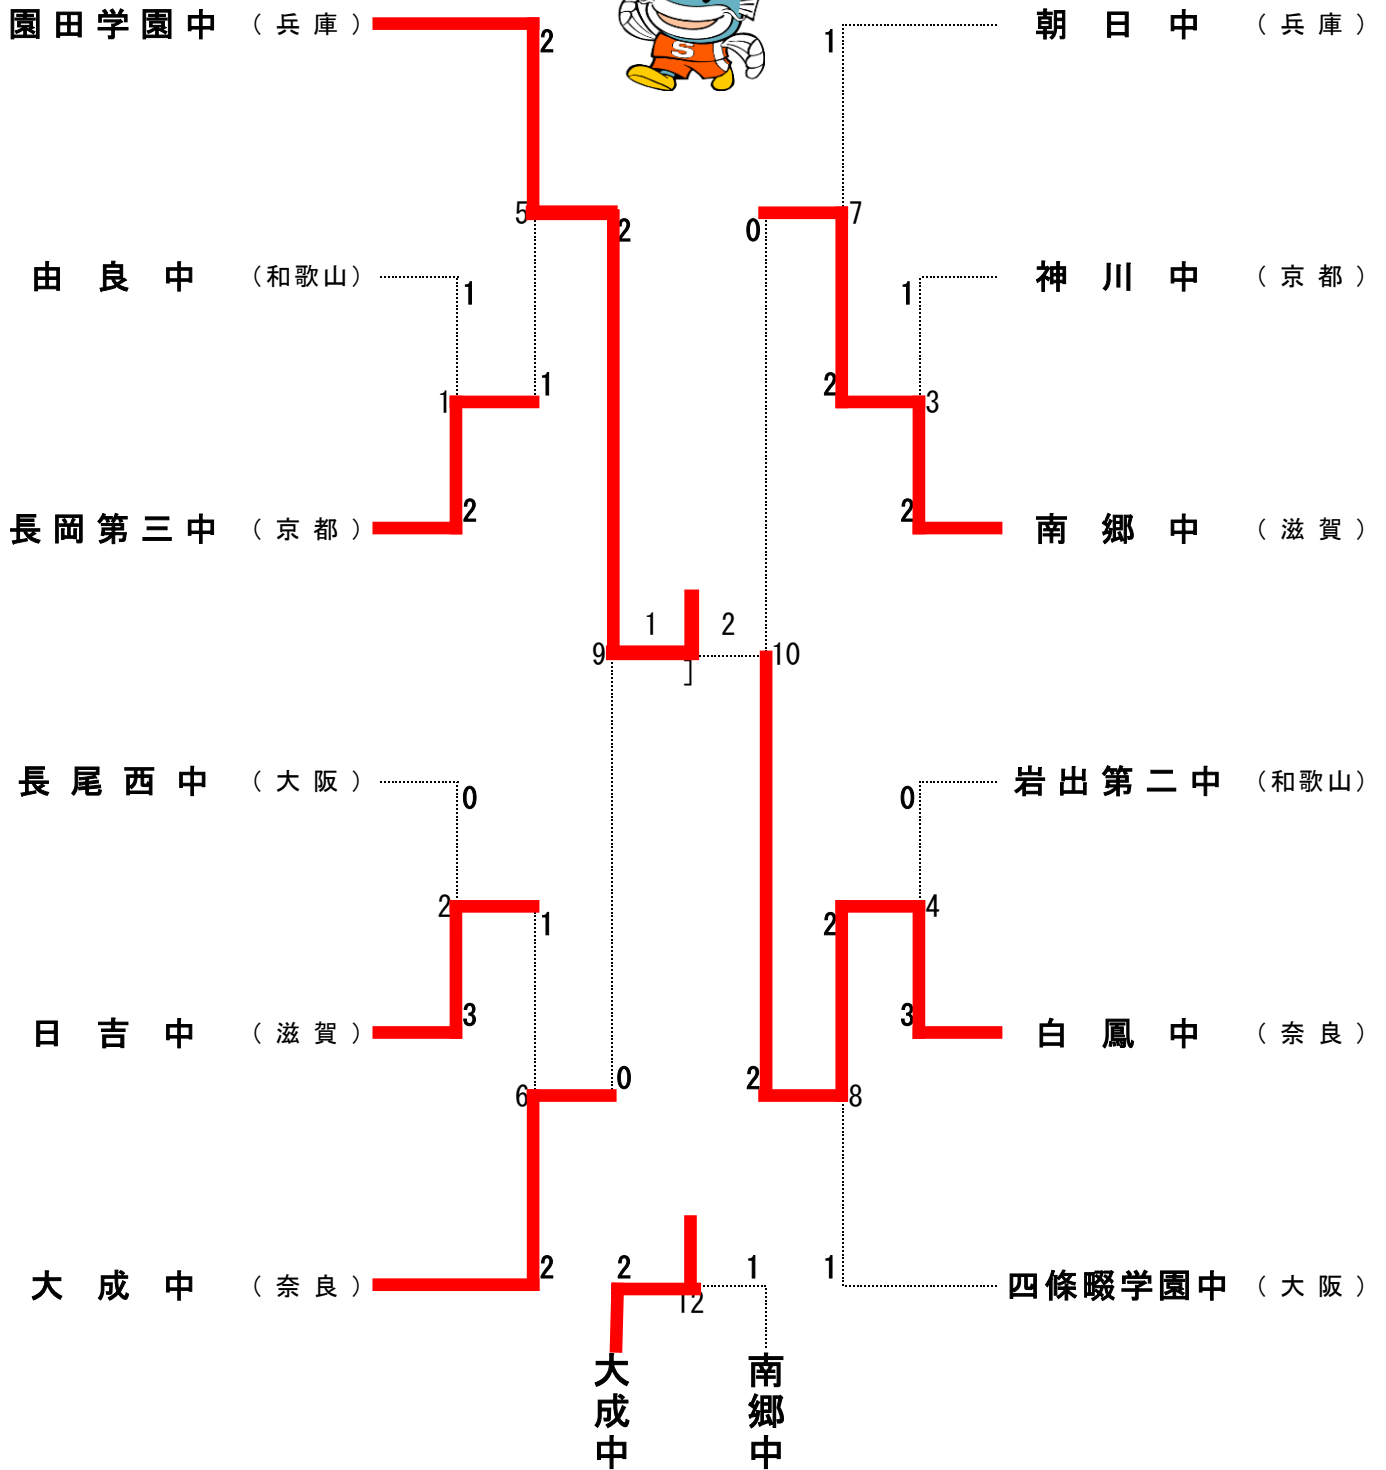 園田学園中 （兵庫） 2 1 朝日中 （兵庫）
S
5 2 0 7
由良中 （和歌山） 1 1 神川中 （京都）
1 1 2 3
長岡第三中 （京都） 2 2 南郷中 （滋賀）
1 2
9 10
長尾西中 （大阪） 0 0 岩出第二中 （和歌山）
2 1 2 4
日吉中 （滋賀） 3 3 白鳳中 （奈良）
6 0 2 8
大成中 （奈良） 2 2 1 1 四條畷学園中 （大阪）
12
大成中
南郷中